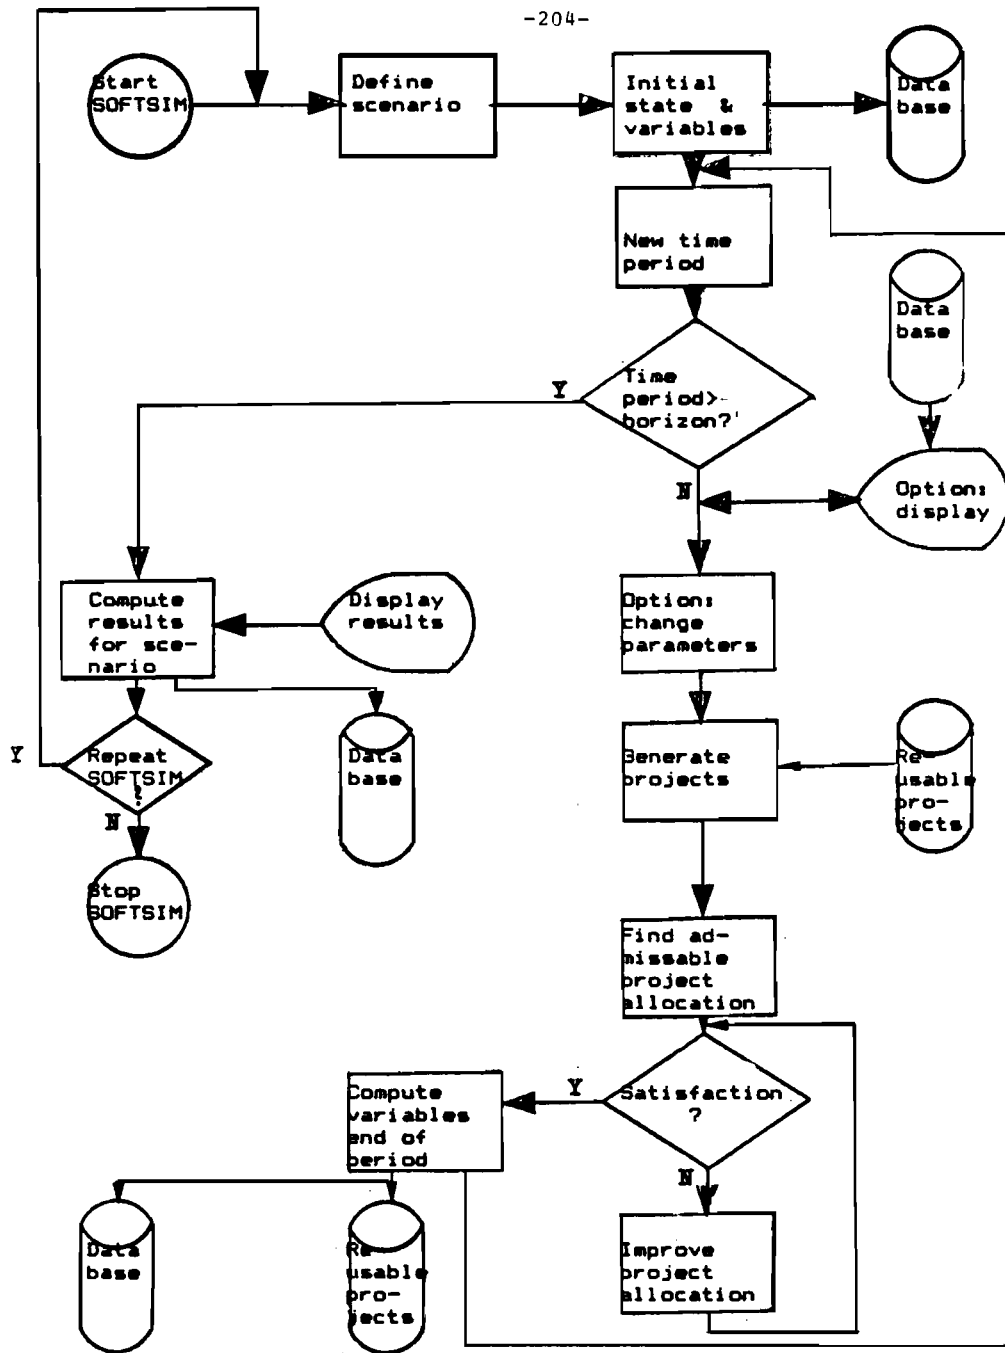 -204-
Start
SOFTSIM
Define
scenario
Initial
state &
variables
Data
base
New time
period
Data
base
Time
period>
horizon?
Y
N
Option:
display
Option:
change
parameters
Compute
results
for sce-
nario
Display
results
Generate
projects
Re-
usable
pro-
jects
Y
Repeat
SOFTSIM
?
N
Data
base
Stop
SOFTSIM
Find ad-
missable
project
allocation
Satisfaction
?
Y
N
Compute
variables
end of
period
Improve
project
allocation
Data
base
Re
usable
pro-
jects